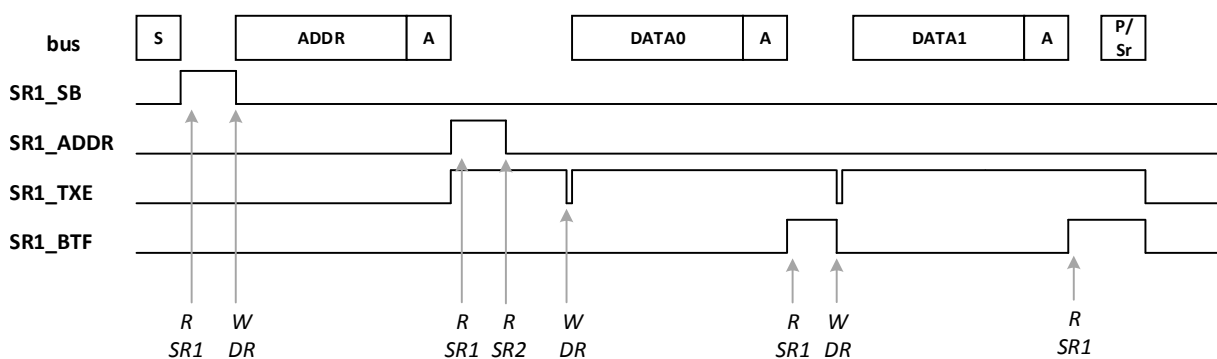 bus S ADDR A DATA0 A DATA1 A P/
Sr
SR1_SB
SR1_ADDR
SR1_TXE
SR1_BTF
R W R R W R W R
SR1 DR SR1 SR2 DR SR1 DR SR1